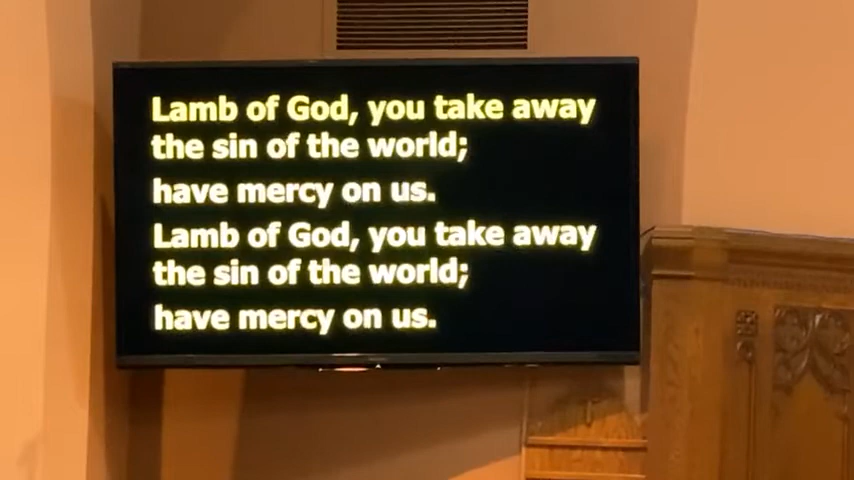 Lamb of God, you take away
the sin of the world;
have mercy on us.
Lamb of God, you take away
the sin of the world;
have mercy on us.